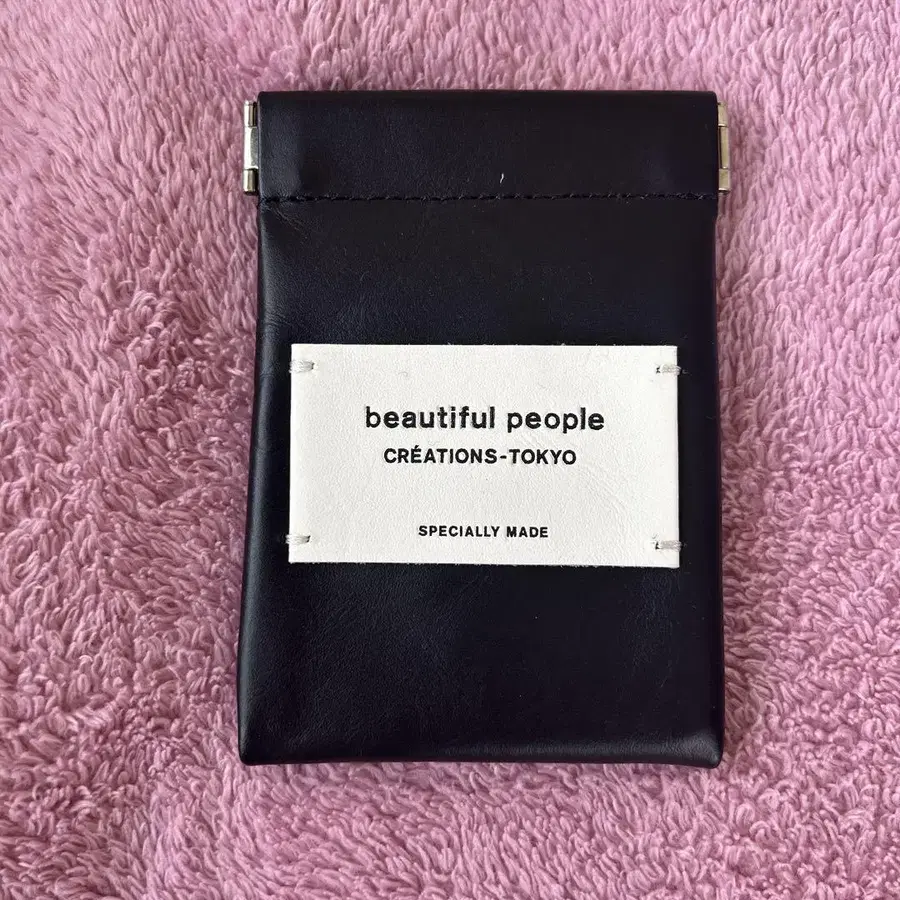 beautiful people
CRÉATIONS-TOKYO
SPECIALLY MADE